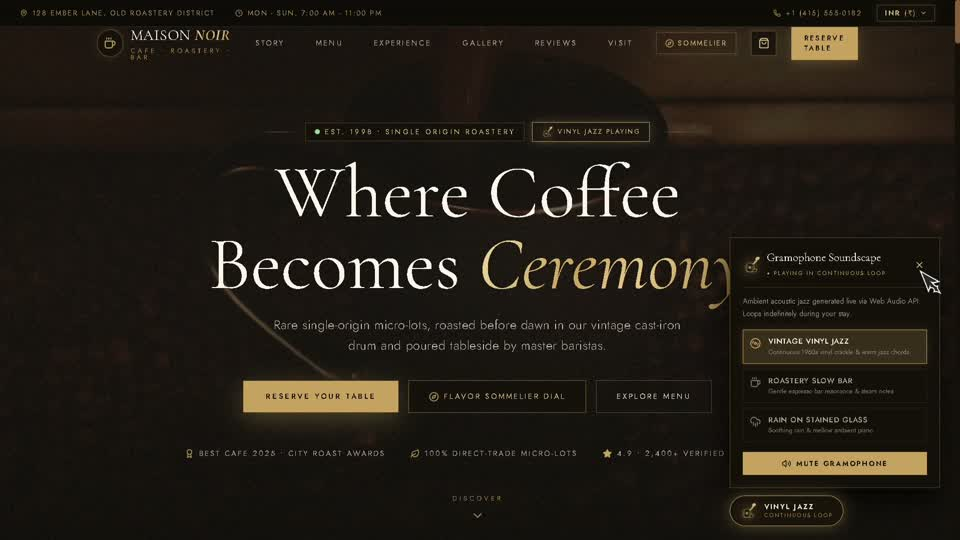 128 EMBER LANE, OLD ROASTERY DISTRICT
MON - SUN, 7:00 AM - 11:00 PM
+1 (415) 555-0182
INR (₹)
MAISON NOIR
CAFE · ROASTERY · BAR
STORY
MENU
EXPERIENCE
GALLERY
REVIEWS
VISIT
SOMMELIER
RESERVE TABLE
EST. 1998 · SINGLE ORIGIN ROASTERY
VINYL JAZZ PLAYING
Where Coffee
Becomes Ceremony
Rare single-origin micro-lots, roasted before dawn in our vintage cast-iron
drum and poured tableside by master baristas.
RESERVE YOUR TABLE
FLAVOR SOMMELIER DIAL
EXPLORE MENU
BEST CAFE 2025 · CITY ROAST AWARDS
100% DIRECT-TRADE MICRO-LOTS
4.9 · 2,400+ VERIFIED
DISCOVER
Gramophone Soundscape
• PLAYING IN CONTINUOUS LOOP
Ambient acoustic jazz generated live via Web Audio API.
Loops indefinitely during your stay.
VINTAGE VINYL JAZZ
Continuous 1960s vinyl crackle & warm jazz chords
ROASTERY SLOW BAR
Gentle espresso bar resonance & steam notes
RAIN ON STAINED GLASS
Soothing rain & mellow ambient piano
MUTE GRAMOPHONE
VINYL JAZZ
CONTINUOUS LOOP